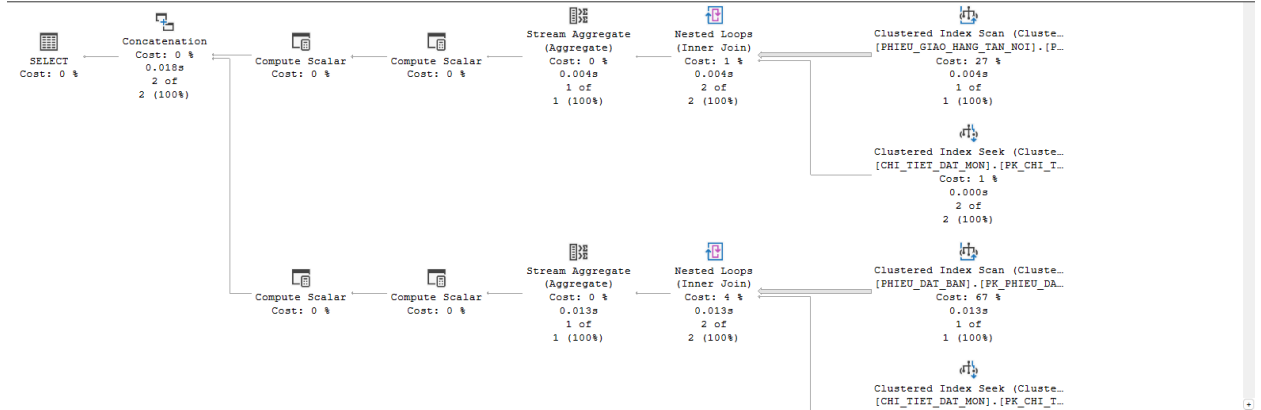 SELECT
Cost: 0 %
Concatenation
Cost: 0 %
0.018s
2 of
2 (100%)
Compute Scalar
Cost: 0 %
Compute Scalar
Cost: 0 %
Stream Aggregate
(Aggregate)
Cost: 0 %
0.004s
1 of
1 (100%)
Nested Loops
(Inner Join)
Cost: 1 %
0.004s
2 of
2 (100%)
Clustered Index Scan (Cluste…
[PHIEU_GIAO_HANG_TAN_NOI].[P…
Cost: 27 %
0.004s
1 of
1 (100%)
Clustered Index Seek (Cluste…
[CHI_TIET_DAT_MON].[PK_CHI_T…
Cost: 1 %
0.000s
2 of
2 (100%)
Compute Scalar
Cost: 0 %
Compute Scalar
Cost: 0 %
Stream Aggregate
(Aggregate)
Cost: 0 %
0.013s
1 of
1 (100%)
Nested Loops
(Inner Join)
Cost: 4 %
0.013s
2 of
2 (100%)
Clustered Index Scan (Cluste…
[PHIEU_DAT_BAN].[PK_PHIEU_DA…
Cost: 67 %
0.013s
1 of
1 (100%)
Clustered Index Seek (Cluste…
[CHI_TIET_DAT_MON].[PK_CHI_T…